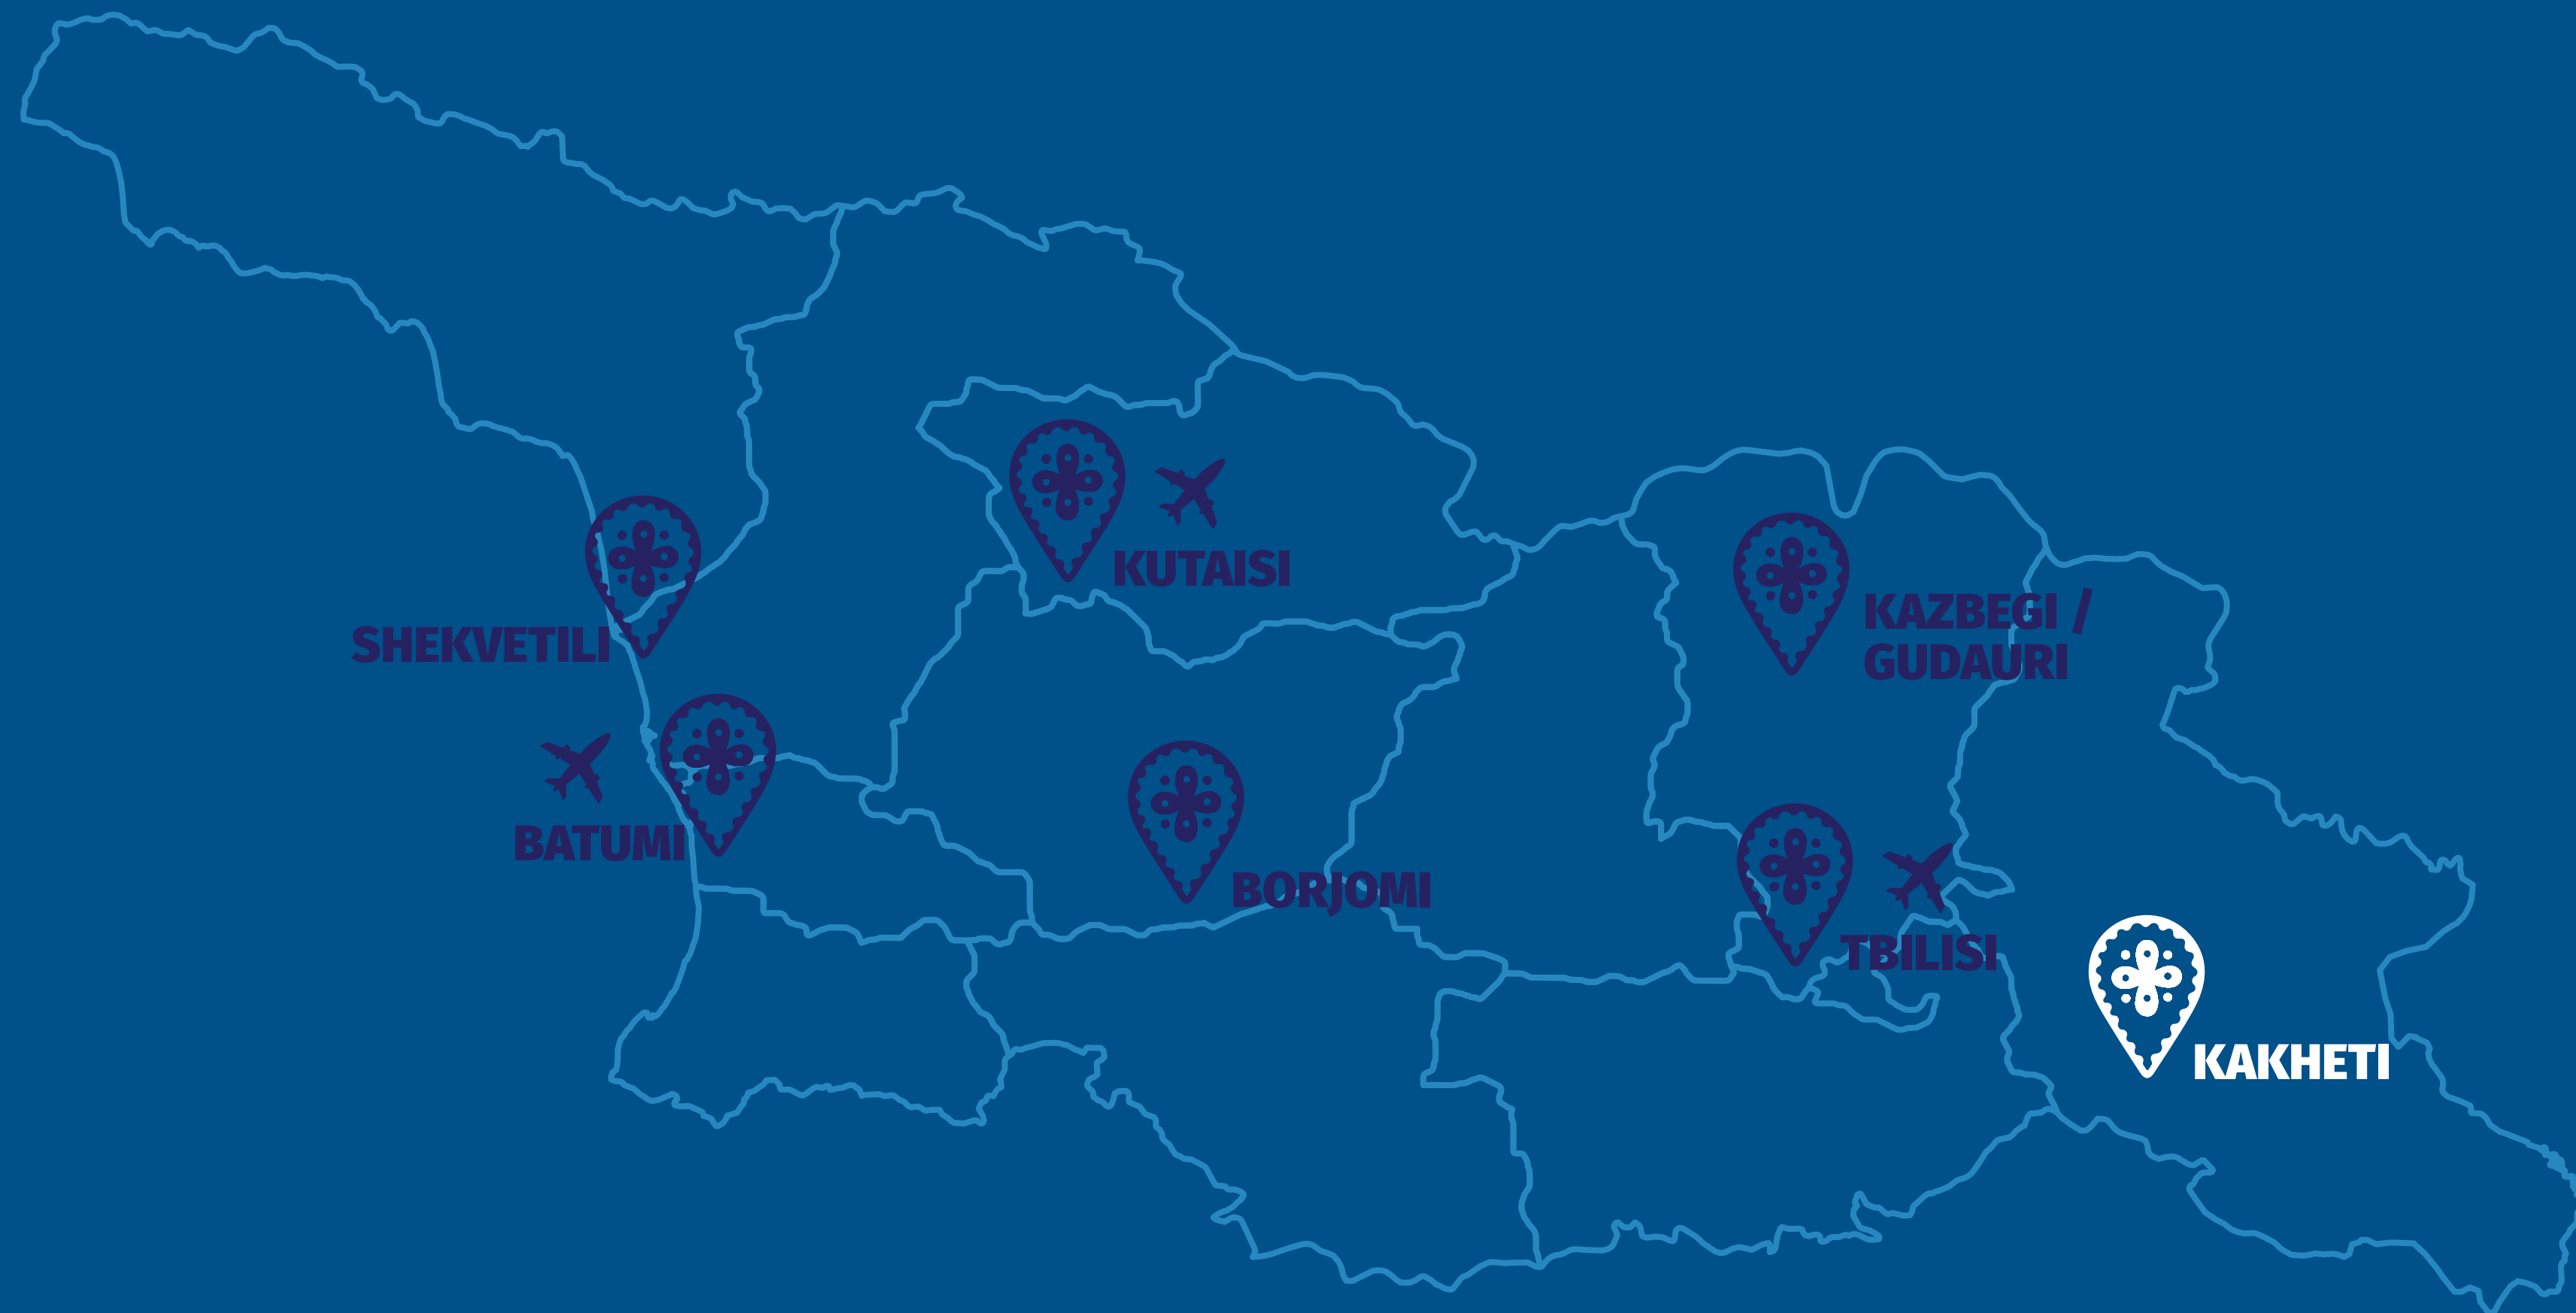 KUTAISI
KAZBEGI /
GUDAURI
SHEKVETILI
BATUMI
BORJOMI
TBILISI
KAKHETI